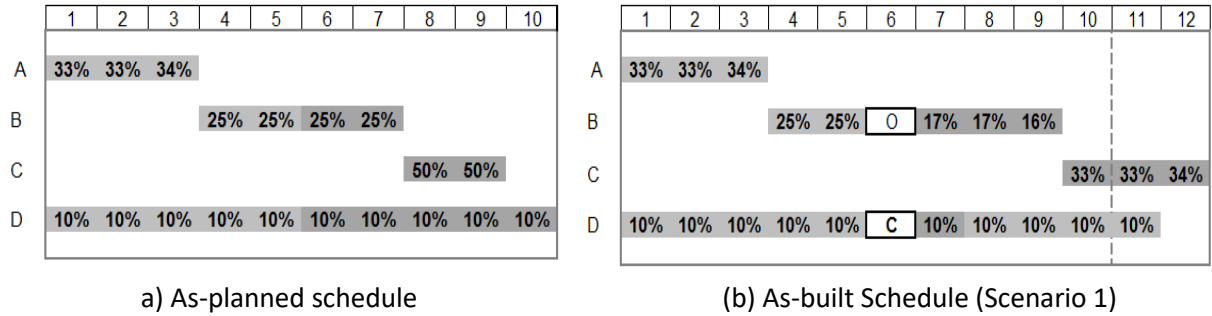 1 2 3 4 5 6 7 8 9 10
A 33% 33% 34%
B 25% 25% 25% 25%
C 50% 50%
D 10% 10% 10% 10% 10% 10% 10% 10% 10% 10%
a) As-planned schedule
1 2 3 4 5 6 7 8 9 10 11 12
A 33% 33% 34%
B 25% 25% O 17% 17% 16%
C 33% 33% 34%
D 10% 10% 10% 10% 10% C 10% 10% 10% 10% 10%
(b) As-built Schedule (Scenario 1)